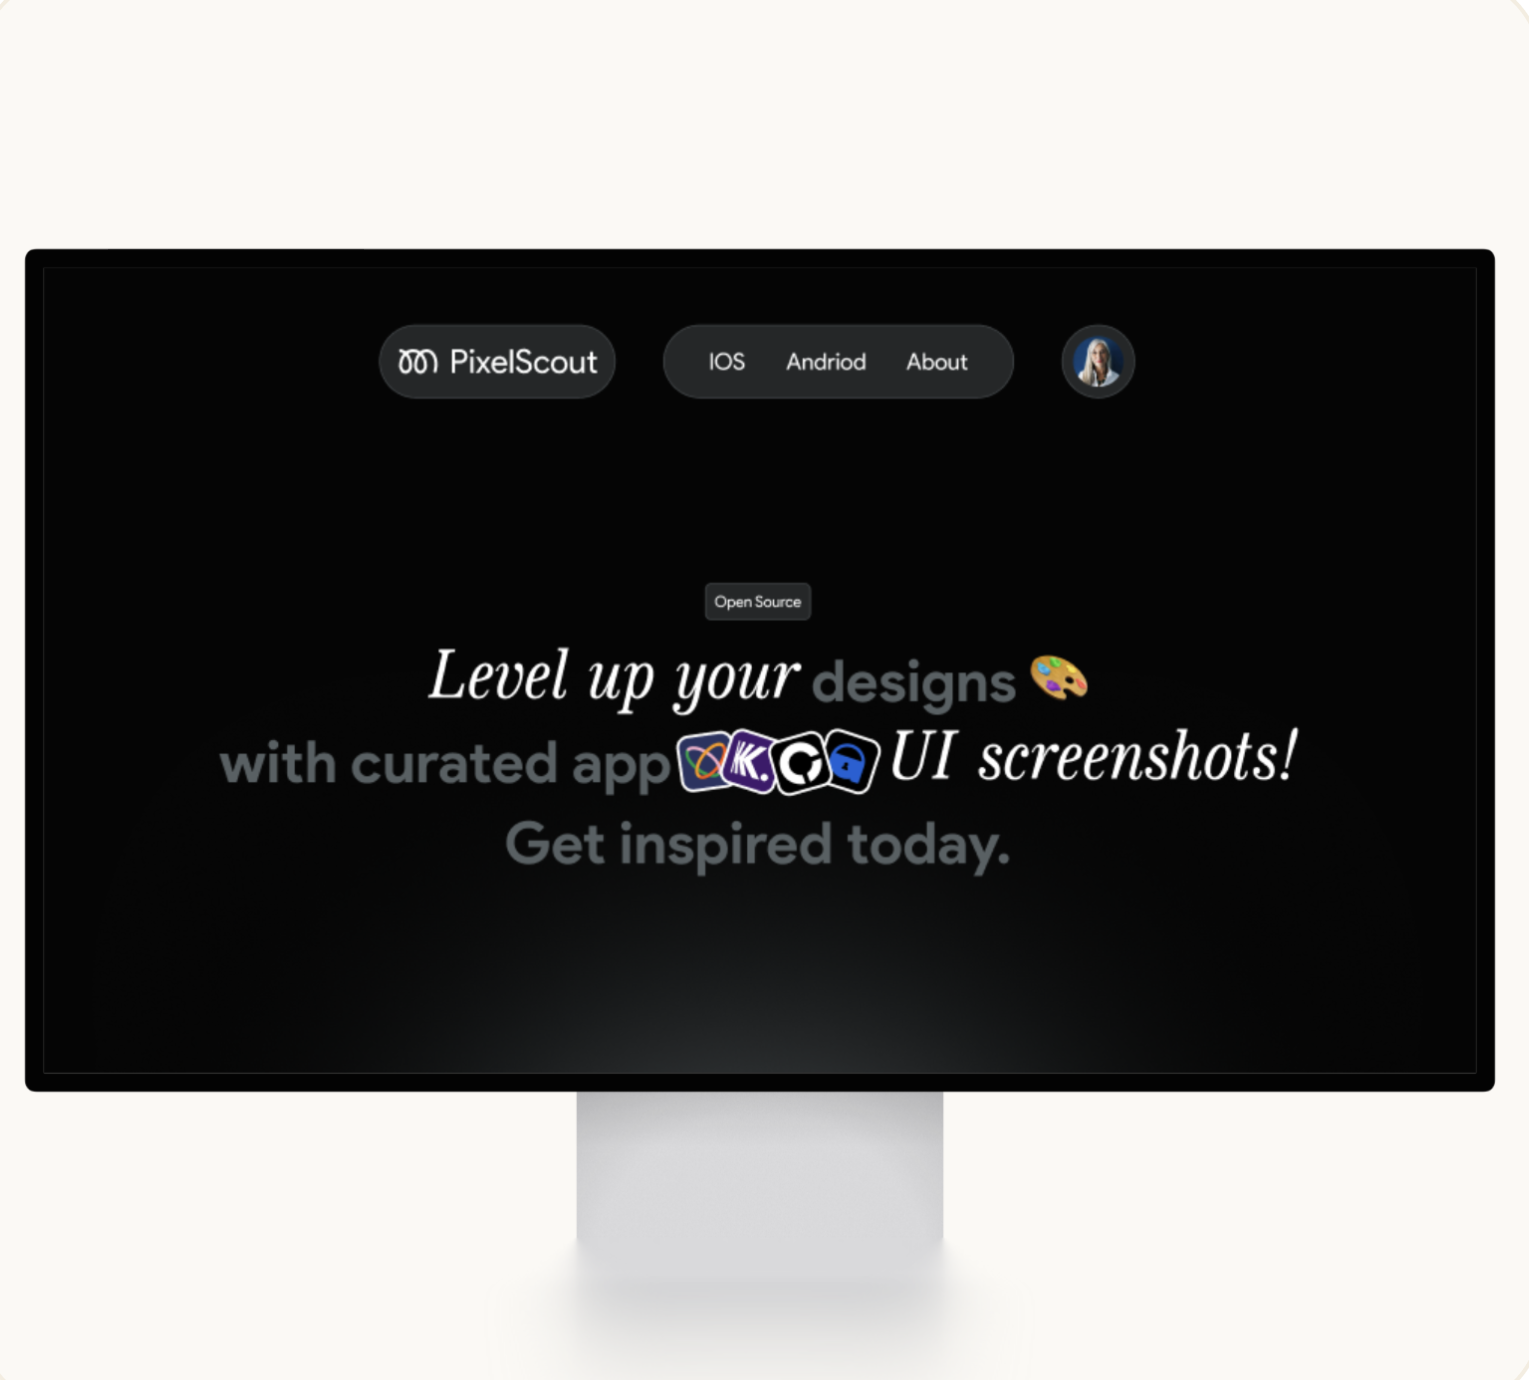 PixelScout
IOS Andriod About
Open Source
Level up your designs
with curated app K. UI screenshots!
Get inspired today.